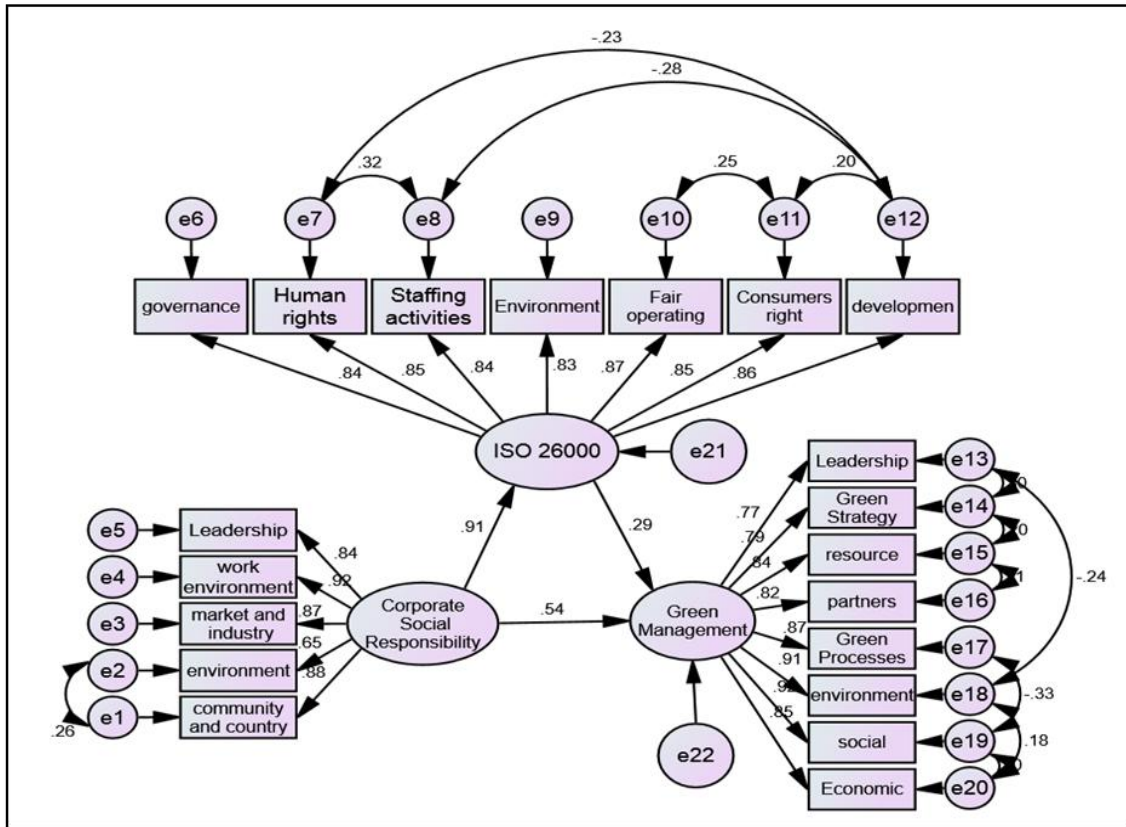 -.23
-.28
.32
.25
.20
e6
e7
e8
e9
e10
e11
e12
governance
Human
rights
Staffing
activities
Environment
Fair
operating
Consumers
right
developmen
.84
.85
.84
.83
.87
.85
.86
ISO 26000
e21
.91
.29
.54
e5
Leadership
.84
e4
work
environment
.92
e3
market and
industry
.87
e2
environment
.65
e1
community
and country
.88
.26
Corporate
Social
Responsibility
Green
Management
e22
.77
.79
.84
.82
.87
.91
.92
.85
Leadership
e13
Green
Strategy
e14
resource
e15
partners
e16
Green
Processes
e17
environment
e18
social
e19
Economic
e20
-.24
-.33
.18